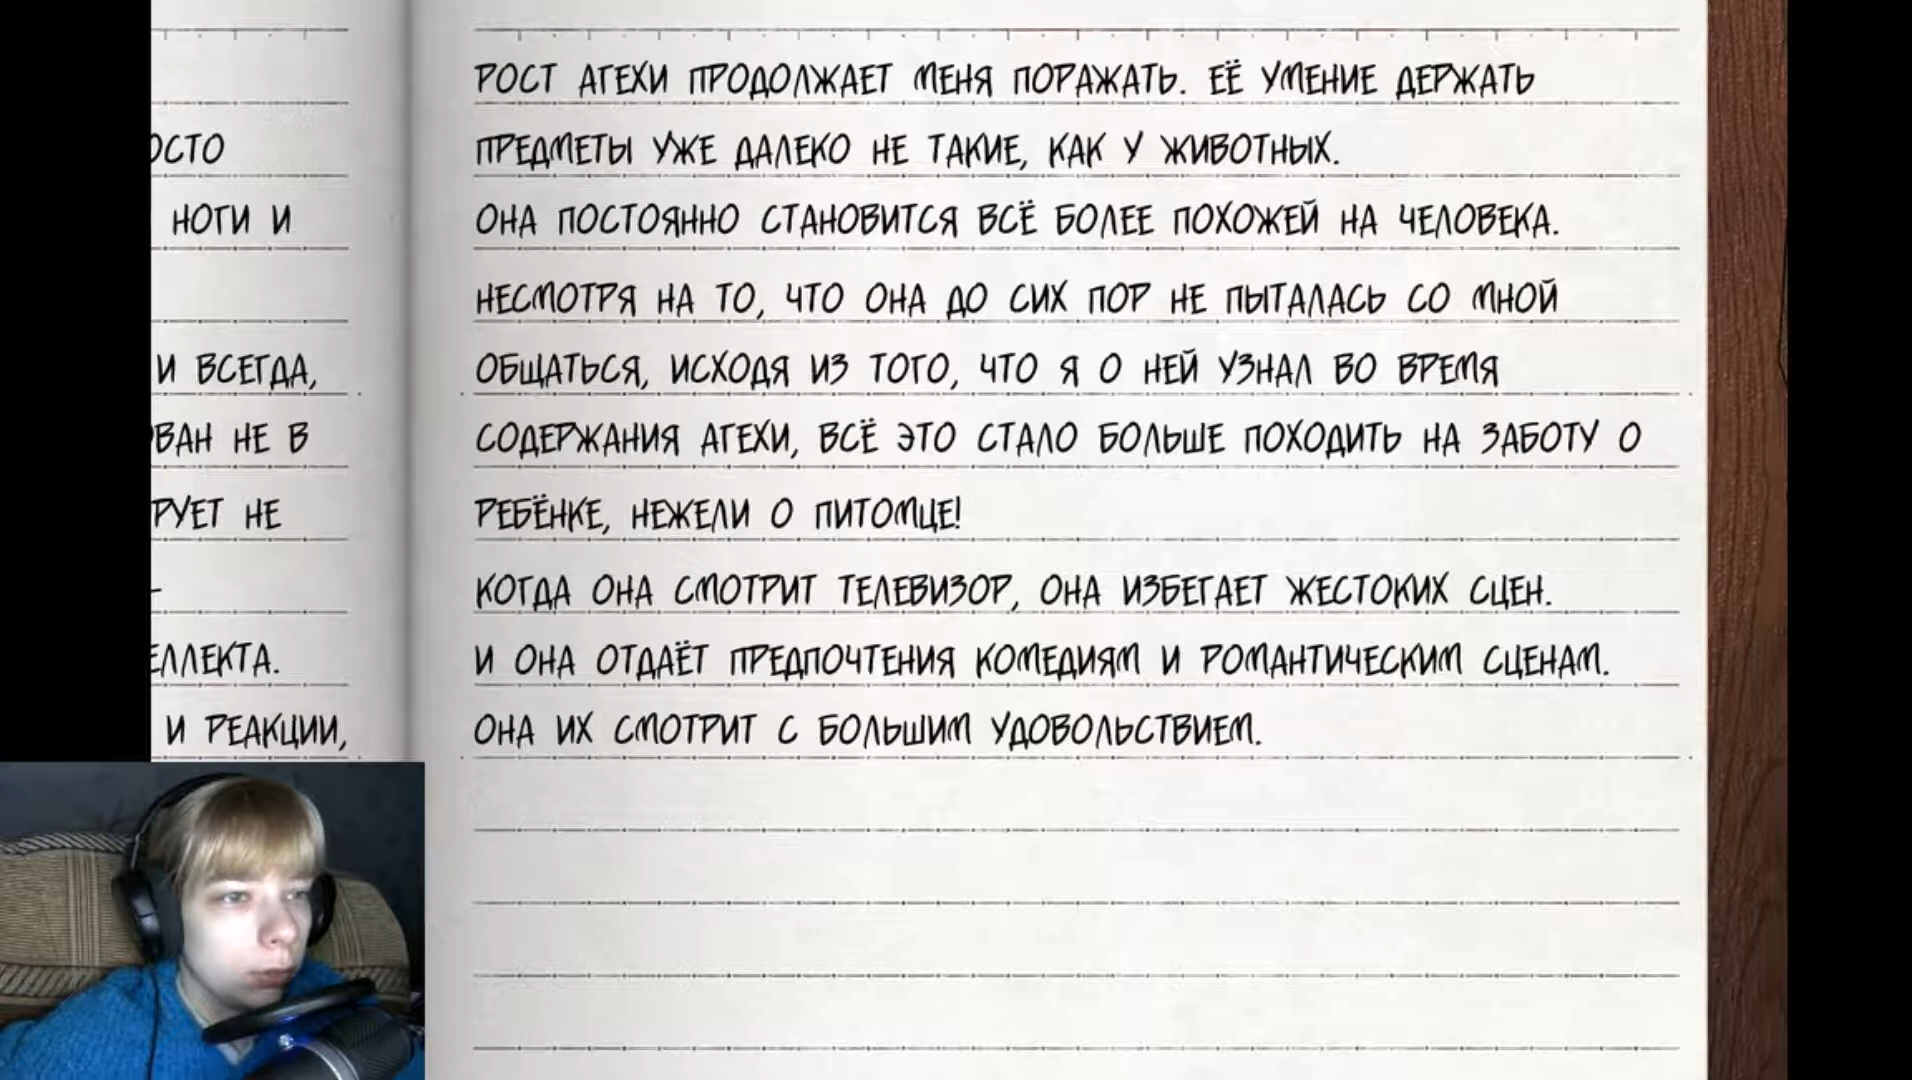 ОСТО
НОГИ И
И ВСЕГДА,
ОВАН НЕ В
РУЕТ НЕ
ЕЛЛЕКТА.
И РЕАКЦИИ,
РОСТ АГЕХИ ПРОДОЛЖАЕТ МЕНЯ ПОРАЖАТЬ. ЕЁ УМЕНИЕ ДЕРЖАТЬ
ПРЕДМЕТЫ УЖЕ ДАЛЕКО НЕ ТАКИЕ, КАК У ЖИВОТНЫХ.
ОНА ПОСТОЯННО СТАНОВИТСЯ ВСЁ БОЛЕЕ ПОХОЖЕЙ НА ЧЕЛОВЕКА.
НЕСМОТРЯ НА ТО, ЧТО ОНА ДО СИХ ПОР НЕ ПЫТАЛАСЬ СО МНОЙ
ОБЩАТЬСЯ, ИСХОДЯ ИЗ ТОГО, ЧТО Я О НЕЙ УЗНАЛ ВО ВРЕМЯ
СОДЕРЖАНИЯ АГЕХИ, ВСЁ ЭТО СТАЛО БОЛЬШЕ ПОХОДИТЬ НА ЗАБОТУ О
РЕБЁНКЕ, НЕЖЕЛИ О ПИТОМЦЕ!
КОГДА ОНА СМОТРИТ ТЕЛЕВИЗОР, ОНА ИЗБЕГАЕТ ЖЕСТОКИХ СЦЕН.
И ОНА ОТДАЁТ ПРЕДПОЧТЕНИЯ КОМЕДИЯМ И РОМАНТИЧЕСКИМ СЦЕНАМ.
ОНА ИХ СМОТРИТ С БОЛЬШИМ УДОВОЛЬСТВИЕМ.